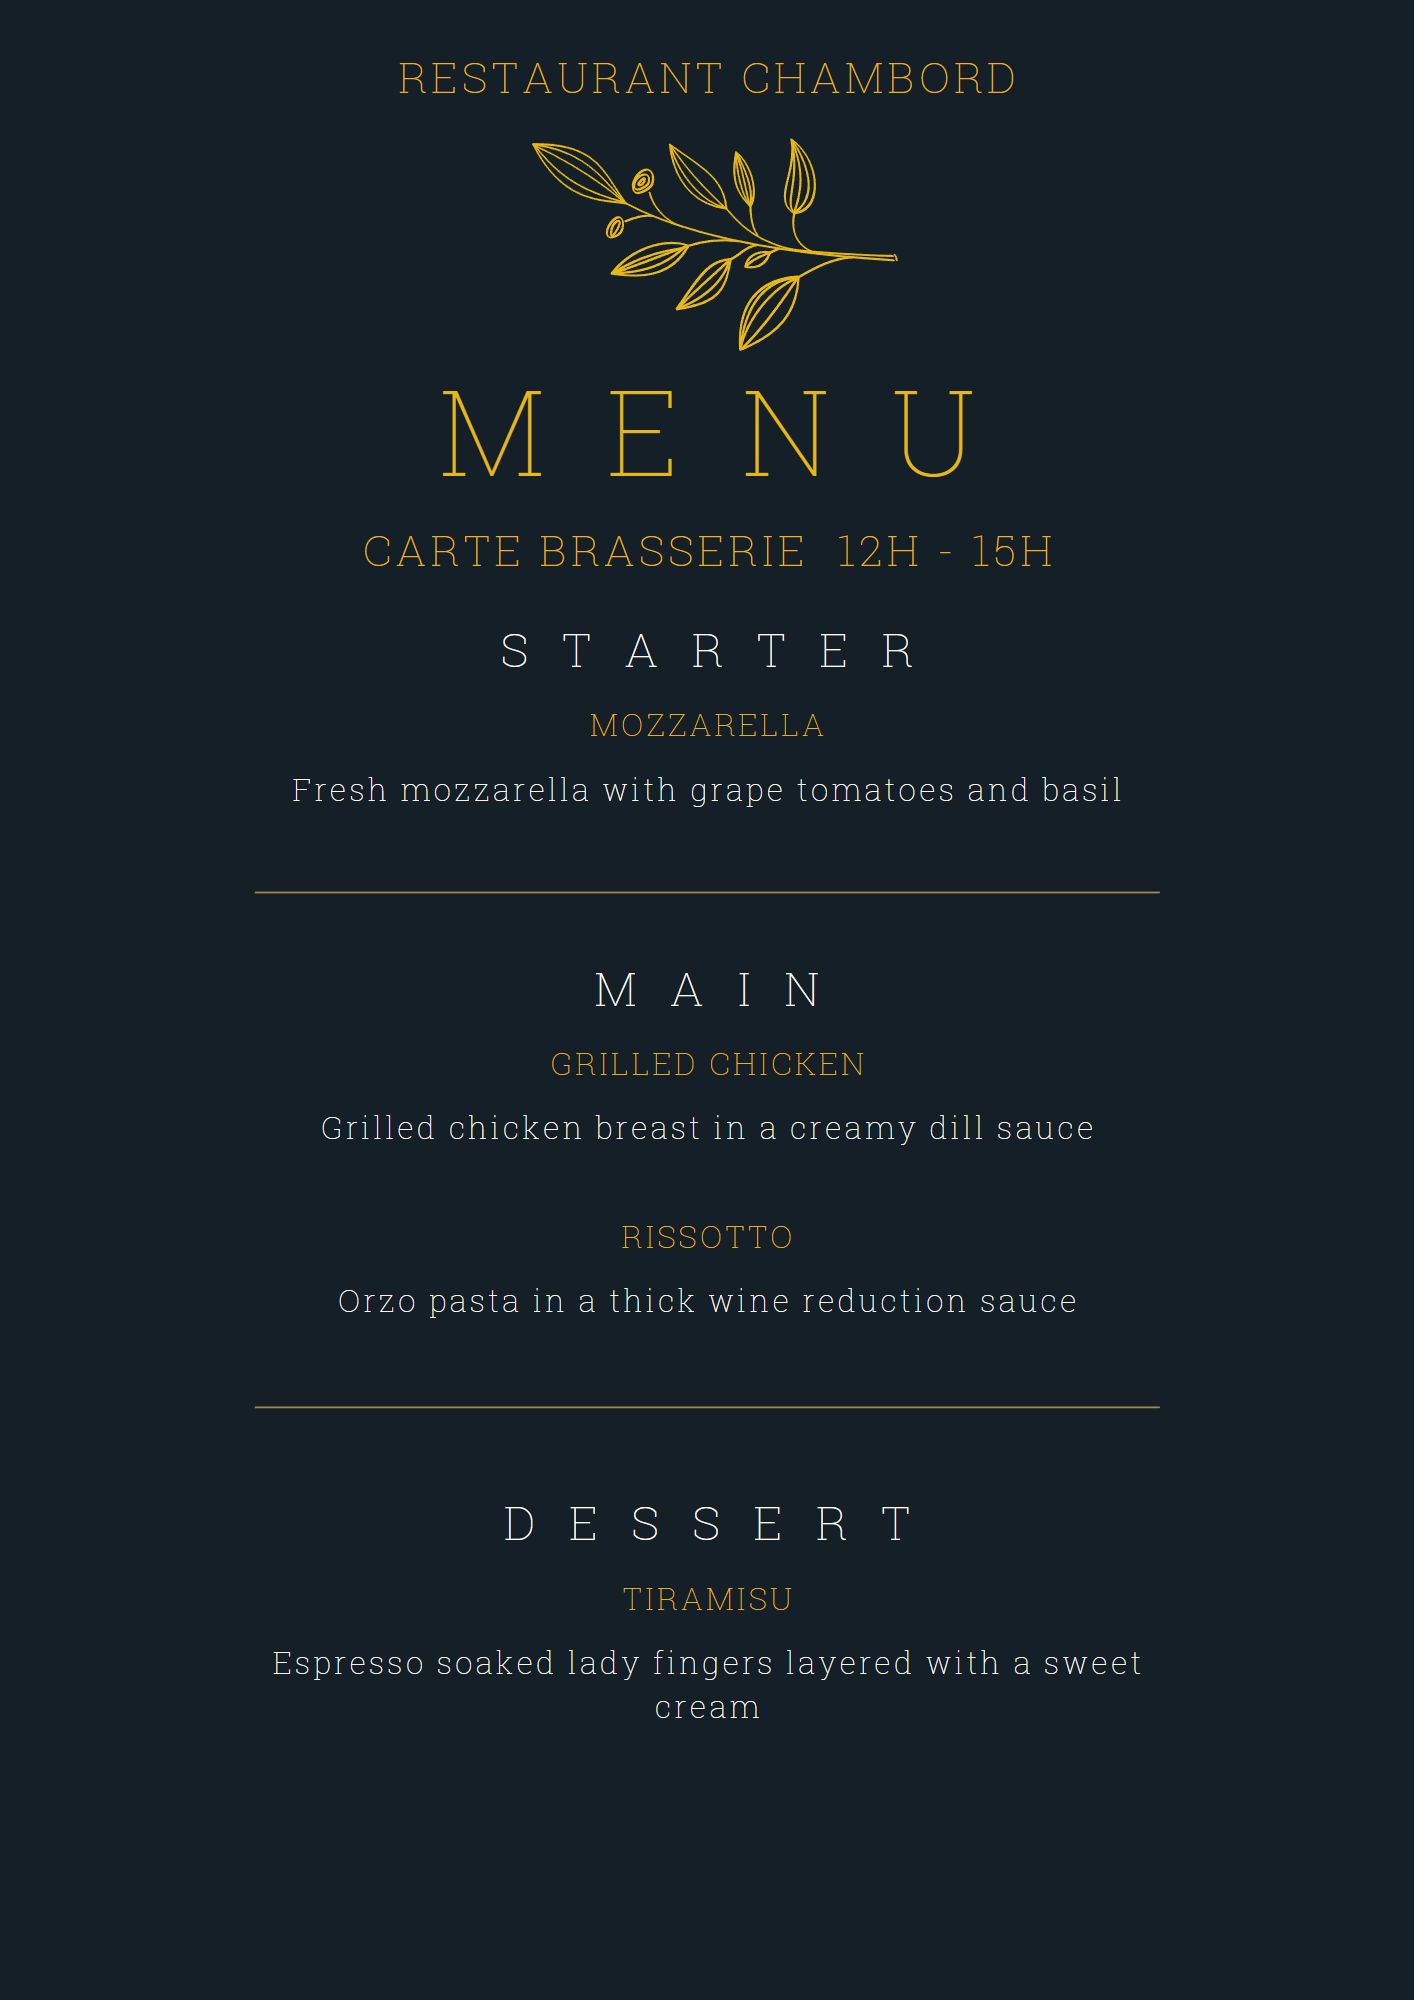 RESTAURANT CHAMBORD
MENU
CARTE BRASSERIE 12H - 15H
STARTER
MOZZARELLA
Fresh mozzarella with grape tomatoes and basil
MAIN
GRILLED CHICKEN
Grilled chicken breast in a creamy dill sauce
RISSOTTO
Orzo pasta in a thick wine reduction sauce
DESSERT
TIRAMISU
Espresso soaked lady fingers layered with a sweet
cream